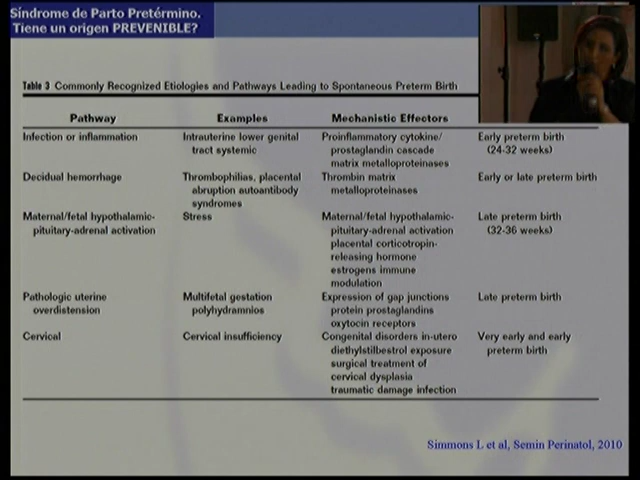 Síndrome de Parto Pretérmino.
Tiene un origen PREVENIBLE?
Table 3 Commonly Recognized Etiologies and Pathways Leading to Spontaneous Preterm Birth
Pathway Examples Mechanistic Effectors
Infection or inflammation Intrauterine lower genital Proinflammatory cytokine/ Early preterm birth
tract systemic prostaglandin cascade (24-32 weeks)
matrix metalloproteinases
Decidual hemorrhage Thrombophilias, placental Thrombin matrix Early or late preterm birth
abruption autoantibody metalloproteinases
syndromes
Maternal/fetal hypothalamic- Stress Maternal/fetal hypothalamic- Late preterm birth
pituitary-adrenal activation pituitary-adrenal activation (32-36 weeks)
placental corticotropin-
releasing hormone
estrogens immune
modulation
Pathologic uterine Multifetal gestation Expression of gap junctions Late preterm birth
overdistension polyhydramnios protein prostaglandins
oxytocin receptors
Cervical Cervical insufficiency Congenital disorders in-utero Very early and early
diethylstilbestrol exposure preterm birth
surgical treatment of
cervical dysplasia
traumatic damage infection
Simmons L et al, Semin Perinatol, 2010